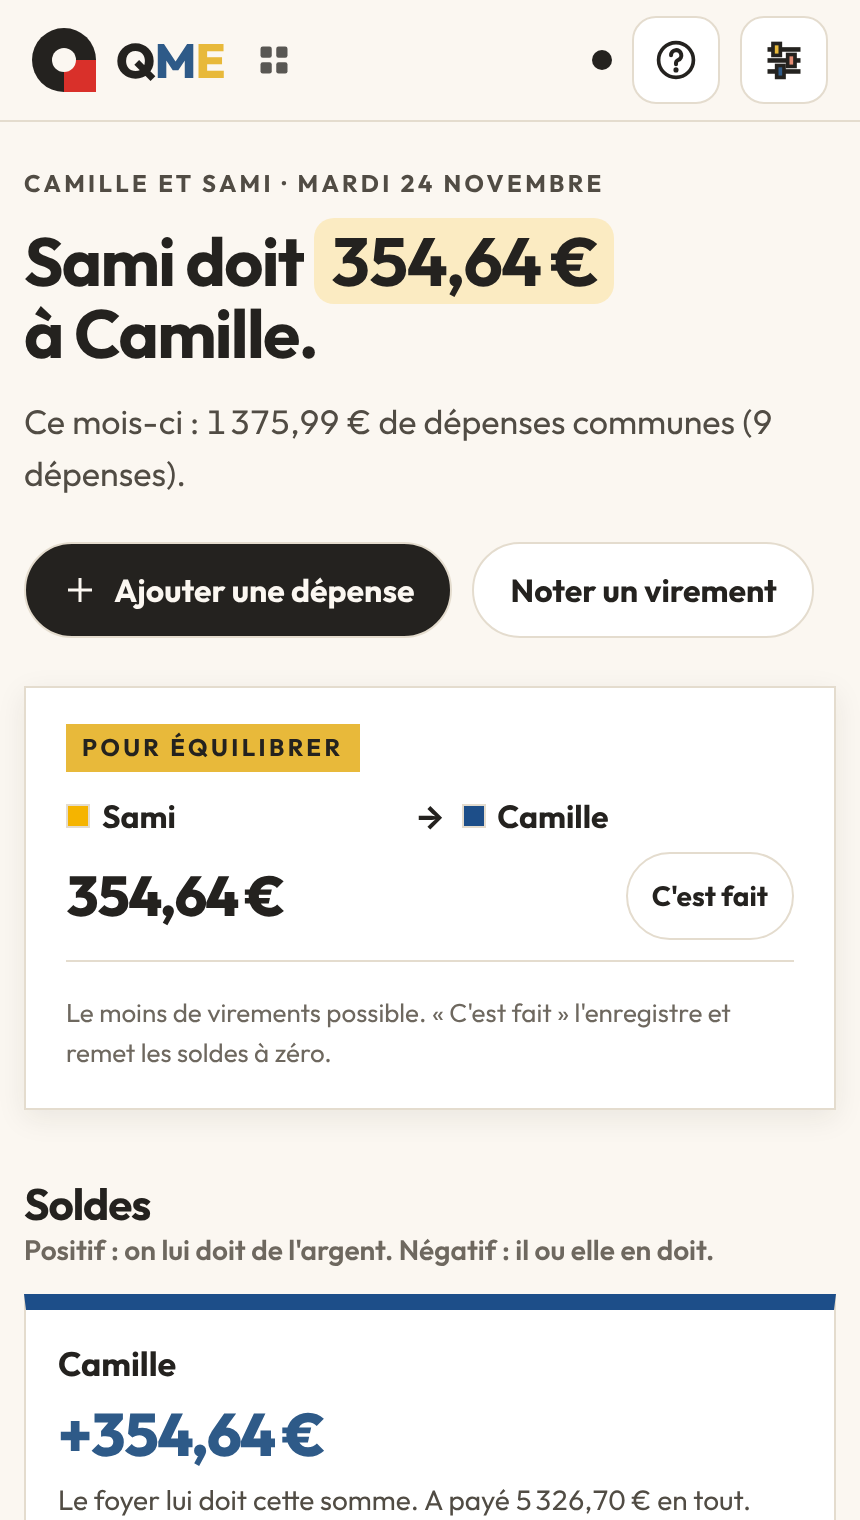 QME
CAMILLE ET SAMI · MARDI 24 NOVEMBRE
Sami doit 354,64 €
à Camille.
Ce mois-ci : 1 375,99 € de dépenses communes (9
dépenses).
+ Ajouter une dépense
Noter un virement
POUR ÉQUILIBRER
Sami → Camille
354,64 €
C'est fait
Le moins de virements possible. « C'est fait » l'enregistre et
remet les soldes à zéro.
Soldes
Positif : on lui doit de l'argent. Négatif : il ou elle en doit.
Camille
+354,64 €
Le foyer lui doit cette somme. A payé 5 326,70 € en tout.